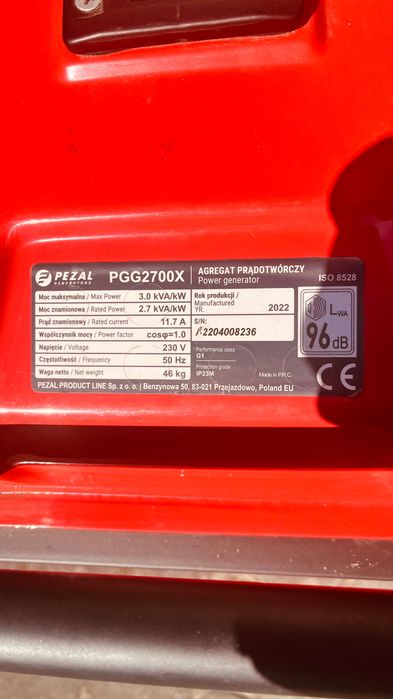 PEZAL
GENERATORS
PGG2700X
AGREGAT PRĄDOTWÓRCZY
Power generator
ISO 8528
Moc maksymalna / Max Power 3.0 kVA/kW
Moc znamionowa / Rated Power 2.7 kVA/kW
Prąd znamionowy / Rated current 11.7 A
Współczynnik mocy / Power factor cosφ=1.0
Napięcie / Voltage 230 V
Częstotliwość / Frequency 50 Hz
Waga netto / Net weight 46 kg
Rok produkcji /
Manufactured
YR. 2022
S/N:
2204008236
Performance class
G1
Protection grade
IP23M
Made in P.R.C.
LWA
96 dB
CE
PEZAL PRODUCT LINE Sp. z o. o. | Benzynowa 50, 83-021 Przejazdowo, Poland EU